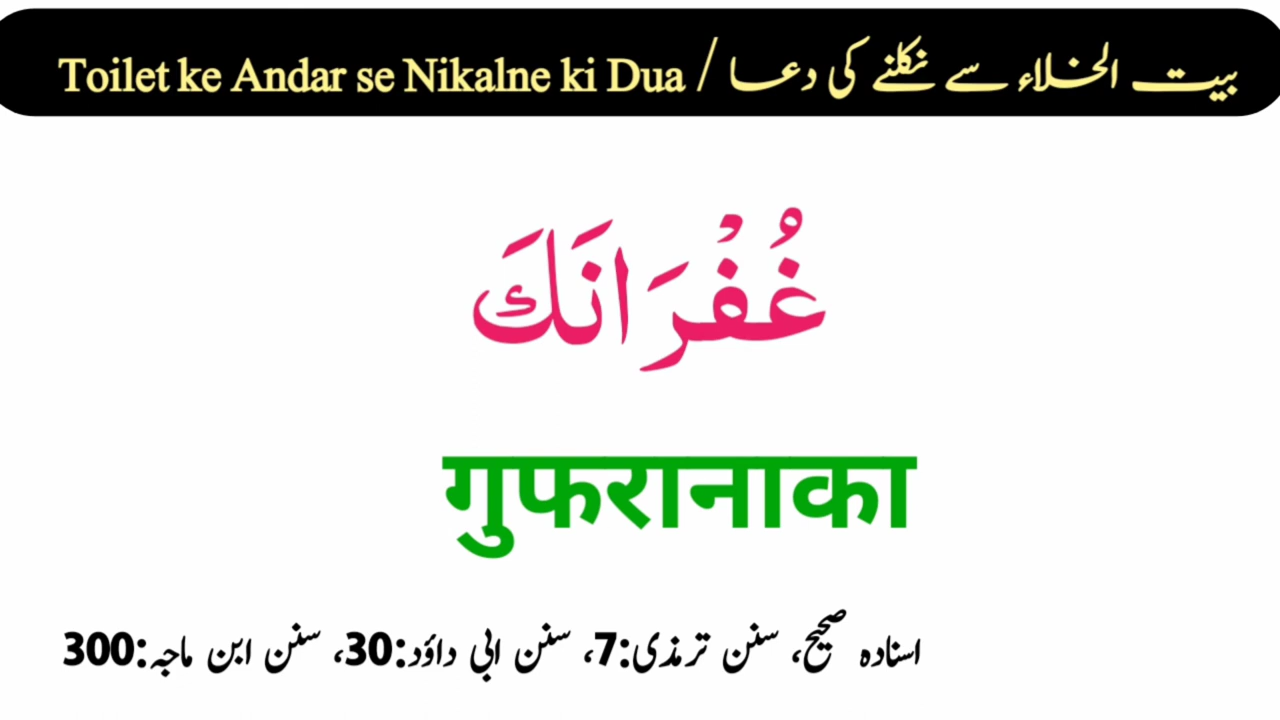 Toilet ke Andar se Nikalne ki Dua / بیت الخلاء سے نکلنے کی دعا
غُفْرَانَكَ
गुफरानाका
اسنادہ صحیح، سنن ترمذی:7، سنن ابی داؤد:30، سنن ابن ماجہ:300